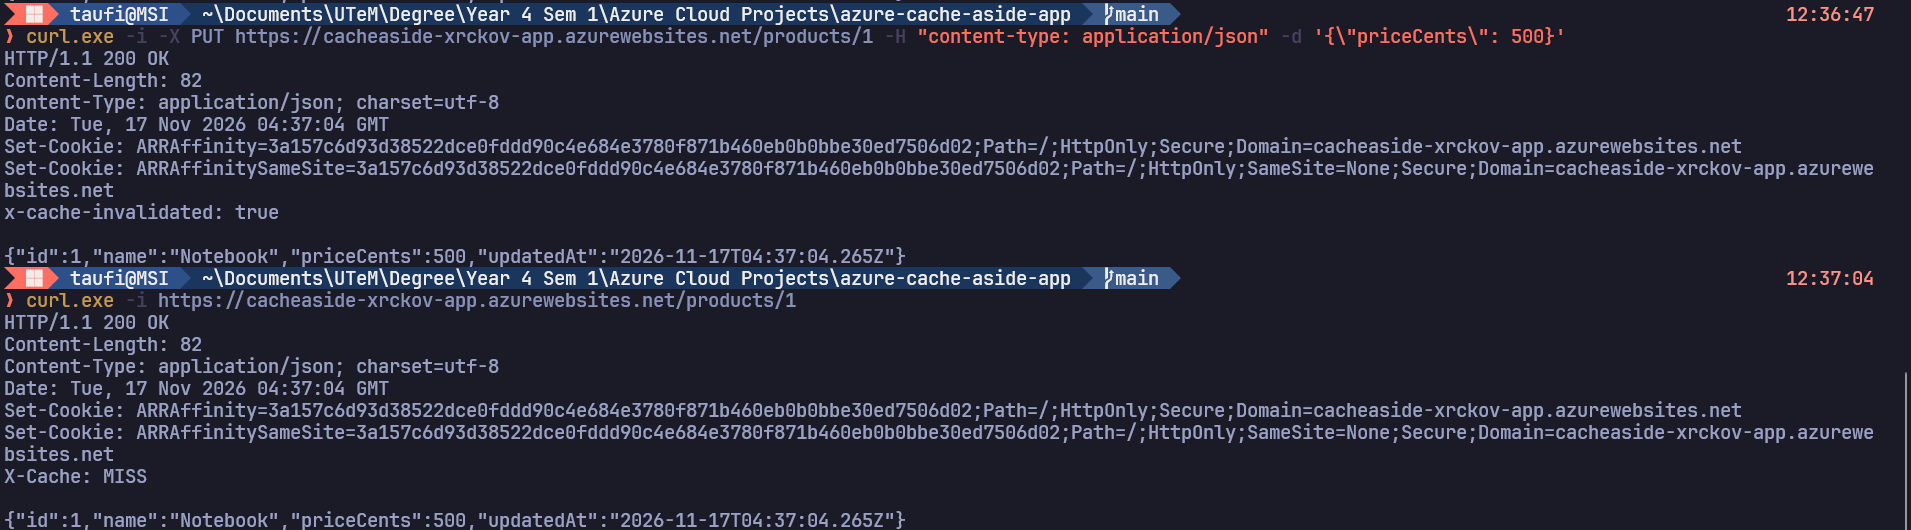 taufi@MSI ~\Documents\UTeM\Degree\Year 4 Sem 1\Azure Cloud Projects\azure-cache-aside-app main 12:36:47
❯ curl.exe -i -X PUT https://cacheaside-xrckov-app.azurewebsites.net/products/1 -H "content-type: application/json" -d '{\"priceCents\": 500}'
HTTP/1.1 200 OK
Content-Length: 82
Content-Type: application/json; charset=utf-8
Date: Tue, 17 Nov 2026 04:37:04 GMT
Set-Cookie: ARRAffinity=3a157c6d93d38522dce0fddd90c4e684e3780f871b460eb0b0bbe30ed7506d02;Path=/;HttpOnly;Secure;Domain=cacheaside-xrckov-app.azurewebsites.net
Set-Cookie: ARRAffinitySameSite=3a157c6d93d38522dce0fddd90c4e684e3780f871b460eb0b0bbe30ed7506d02;Path=/;HttpOnly;SameSite=None;Secure;Domain=cacheaside-xrckov-app.azurewe
bsites.net
x-cache-invalidated: true
{"id":1,"name":"Notebook","priceCents":500,"updatedAt":"2026-11-17T04:37:04.265Z"}
taufi@MSI ~\Documents\UTeM\Degree\Year 4 Sem 1\Azure Cloud Projects\azure-cache-aside-app main 12:37:04
❯ curl.exe -i https://cacheaside-xrckov-app.azurewebsites.net/products/1
HTTP/1.1 200 OK
Content-Length: 82
Content-Type: application/json; charset=utf-8
Date: Tue, 17 Nov 2026 04:37:04 GMT
Set-Cookie: ARRAffinity=3a157c6d93d38522dce0fddd90c4e684e3780f871b460eb0b0bbe30ed7506d02;Path=/;HttpOnly;Secure;Domain=cacheaside-xrckov-app.azurewebsites.net
Set-Cookie: ARRAffinitySameSite=3a157c6d93d38522dce0fddd90c4e684e3780f871b460eb0b0bbe30ed7506d02;Path=/;HttpOnly;SameSite=None;Secure;Domain=cacheaside-xrckov-app.azurewe
bsites.net
X-Cache: MISS
{"id":1,"name":"Notebook","priceCents":500,"updatedAt":"2026-11-17T04:37:04.265Z"}